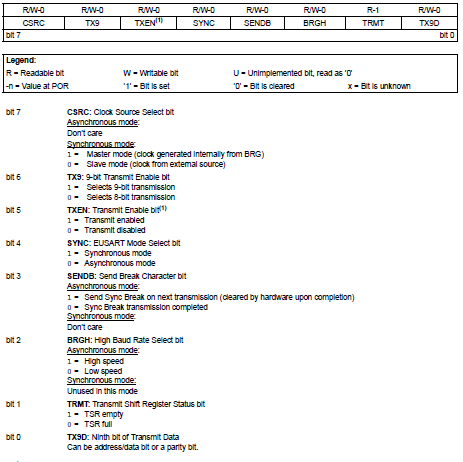 R/W-0 R/W-0 R/W-0 R/W-0 R/W-0 R/W-0 R-1 R/W-0
CSRC TX9 TXEN(1) SYNC SENDB BRGH TRMT TX9D
bit 7 bit 0
Legend:
R = Readable bit W = Writable bit U = Unimplemented bit, read as '0'
-n = Value at POR '1' = Bit is set '0' = Bit is cleared x = Bit is unknown
bit 7 CSRC: Clock Source Select bit
Asynchronous mode:
Don't care
Synchronous mode:
1 = Master mode (clock generated internally from BRG)
0 = Slave mode (clock from external source)
bit 6 TX9: 9-bit Transmit Enable bit
1 = Selects 9-bit transmission
0 = Selects 8-bit transmission
bit 5 TXEN: Transmit Enable bit(1)
1 = Transmit enabled
0 = Transmit disabled
bit 4 SYNC: EUSART Mode Select bit
1 = Synchronous mode
0 = Asynchronous mode
bit 3 SENDB: Send Break Character bit
Asynchronous mode:
1 = Send Sync Break on next transmission (cleared by hardware upon completion)
0 = Sync Break transmission completed
Synchronous mode:
Don't care
bit 2 BRGH: High Baud Rate Select bit
Asynchronous mode:
1 = High speed
0 = Low speed
Synchronous mode:
Unused in this mode
bit 1 TRMT: Transmit Shift Register Status bit
1 = TSR empty
0 = TSR full
bit 0 TX9D: Ninth bit of Transmit Data
Can be address/data bit or a parity bit.